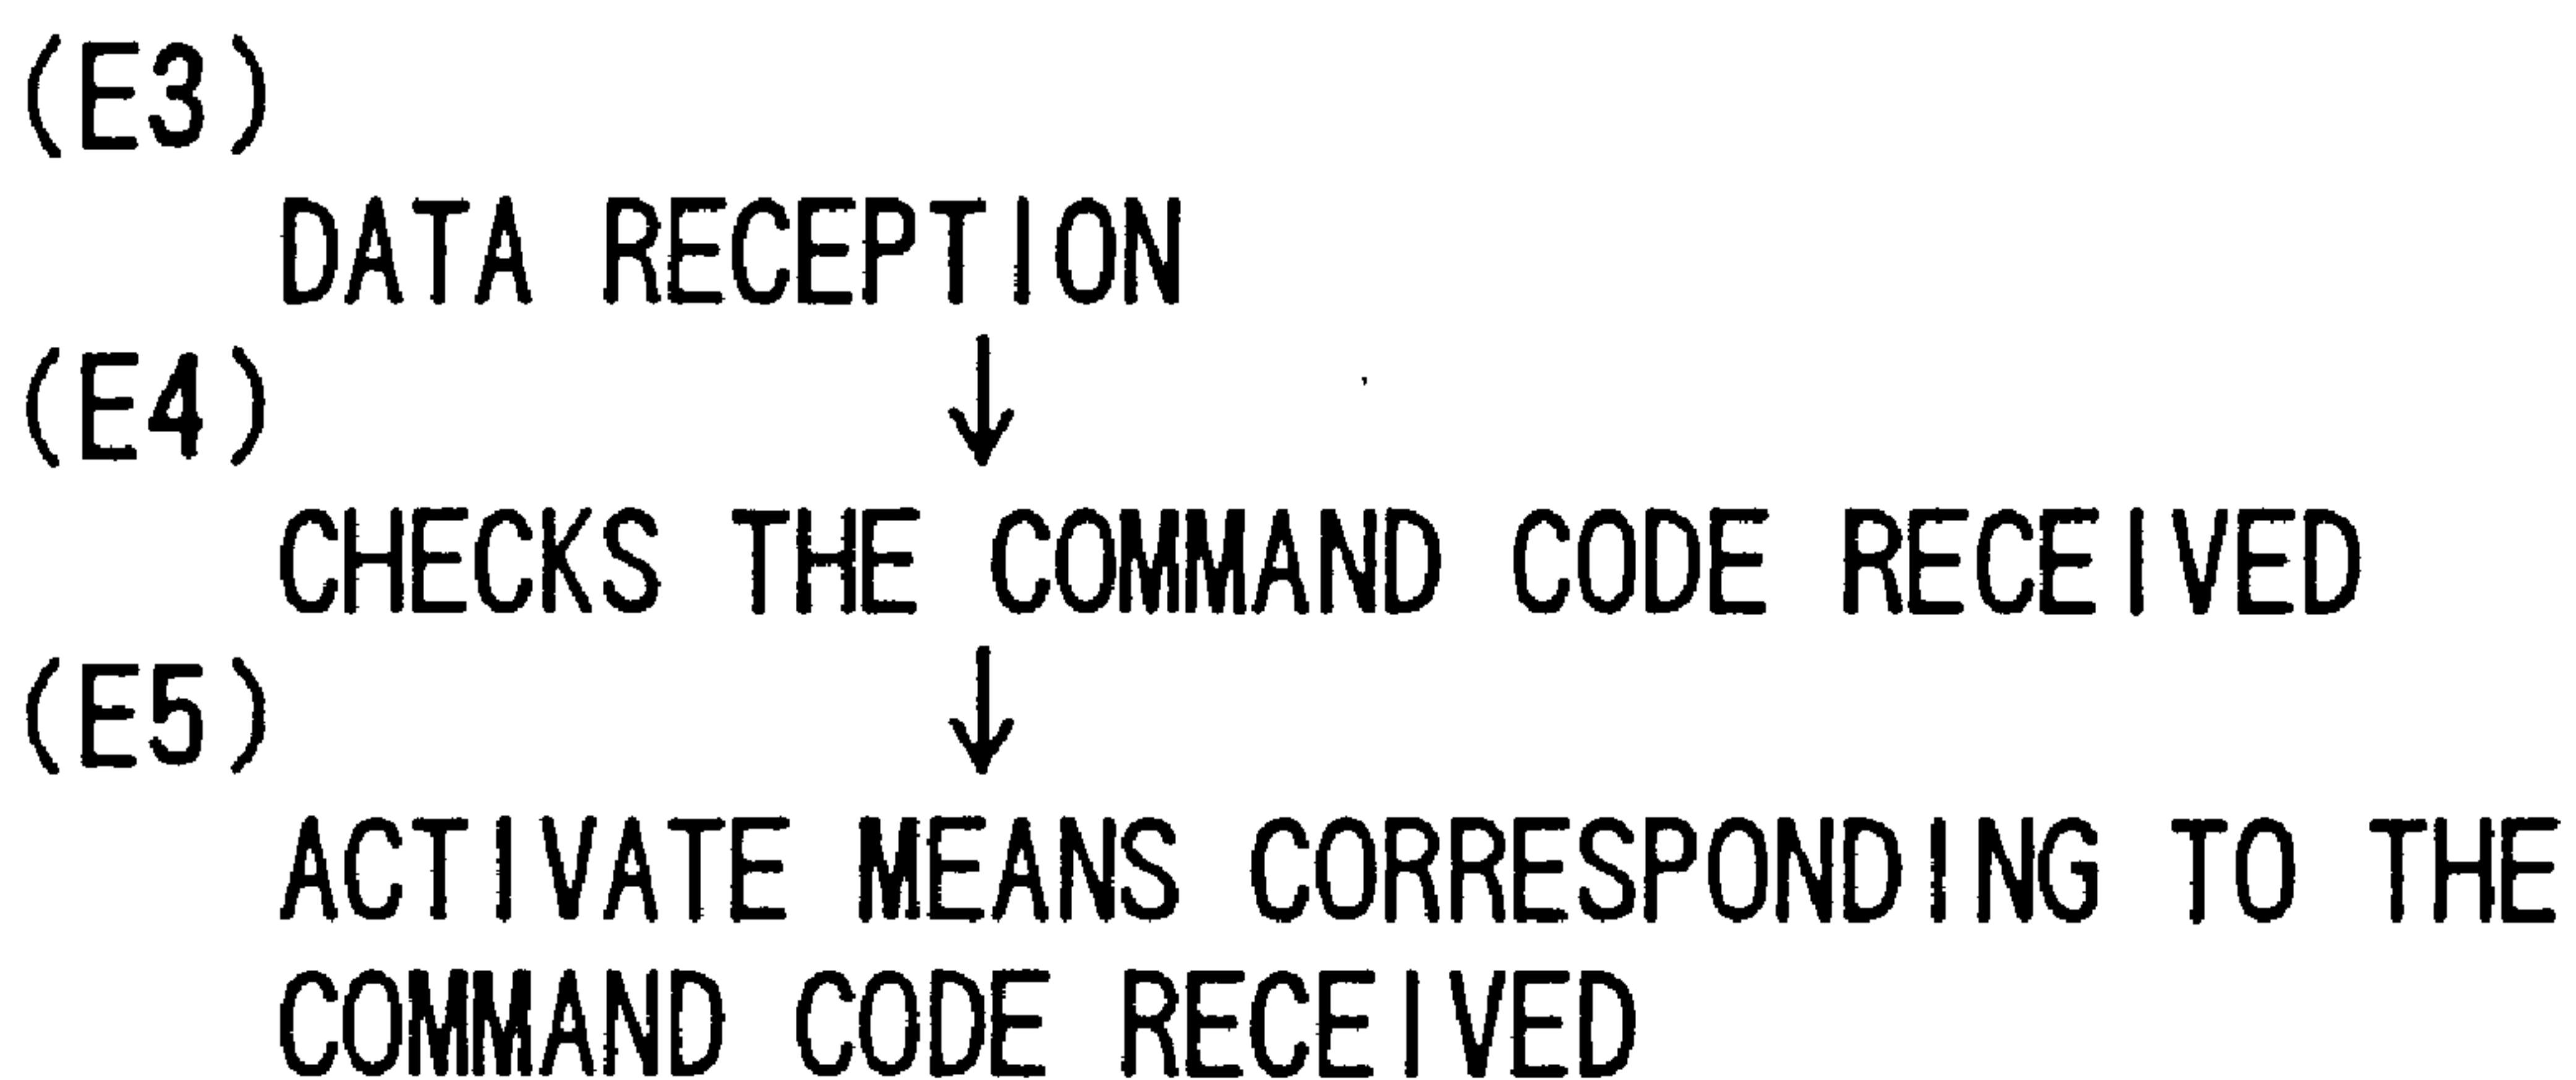 (E3)
DATA RECEPTION
(E4)
CHECKS THE COMMAND CODE RECEIVED
(E5)
ACTIVATE MEANS CORRESPONDING TO THE
COMMAND CODE RECEIVED